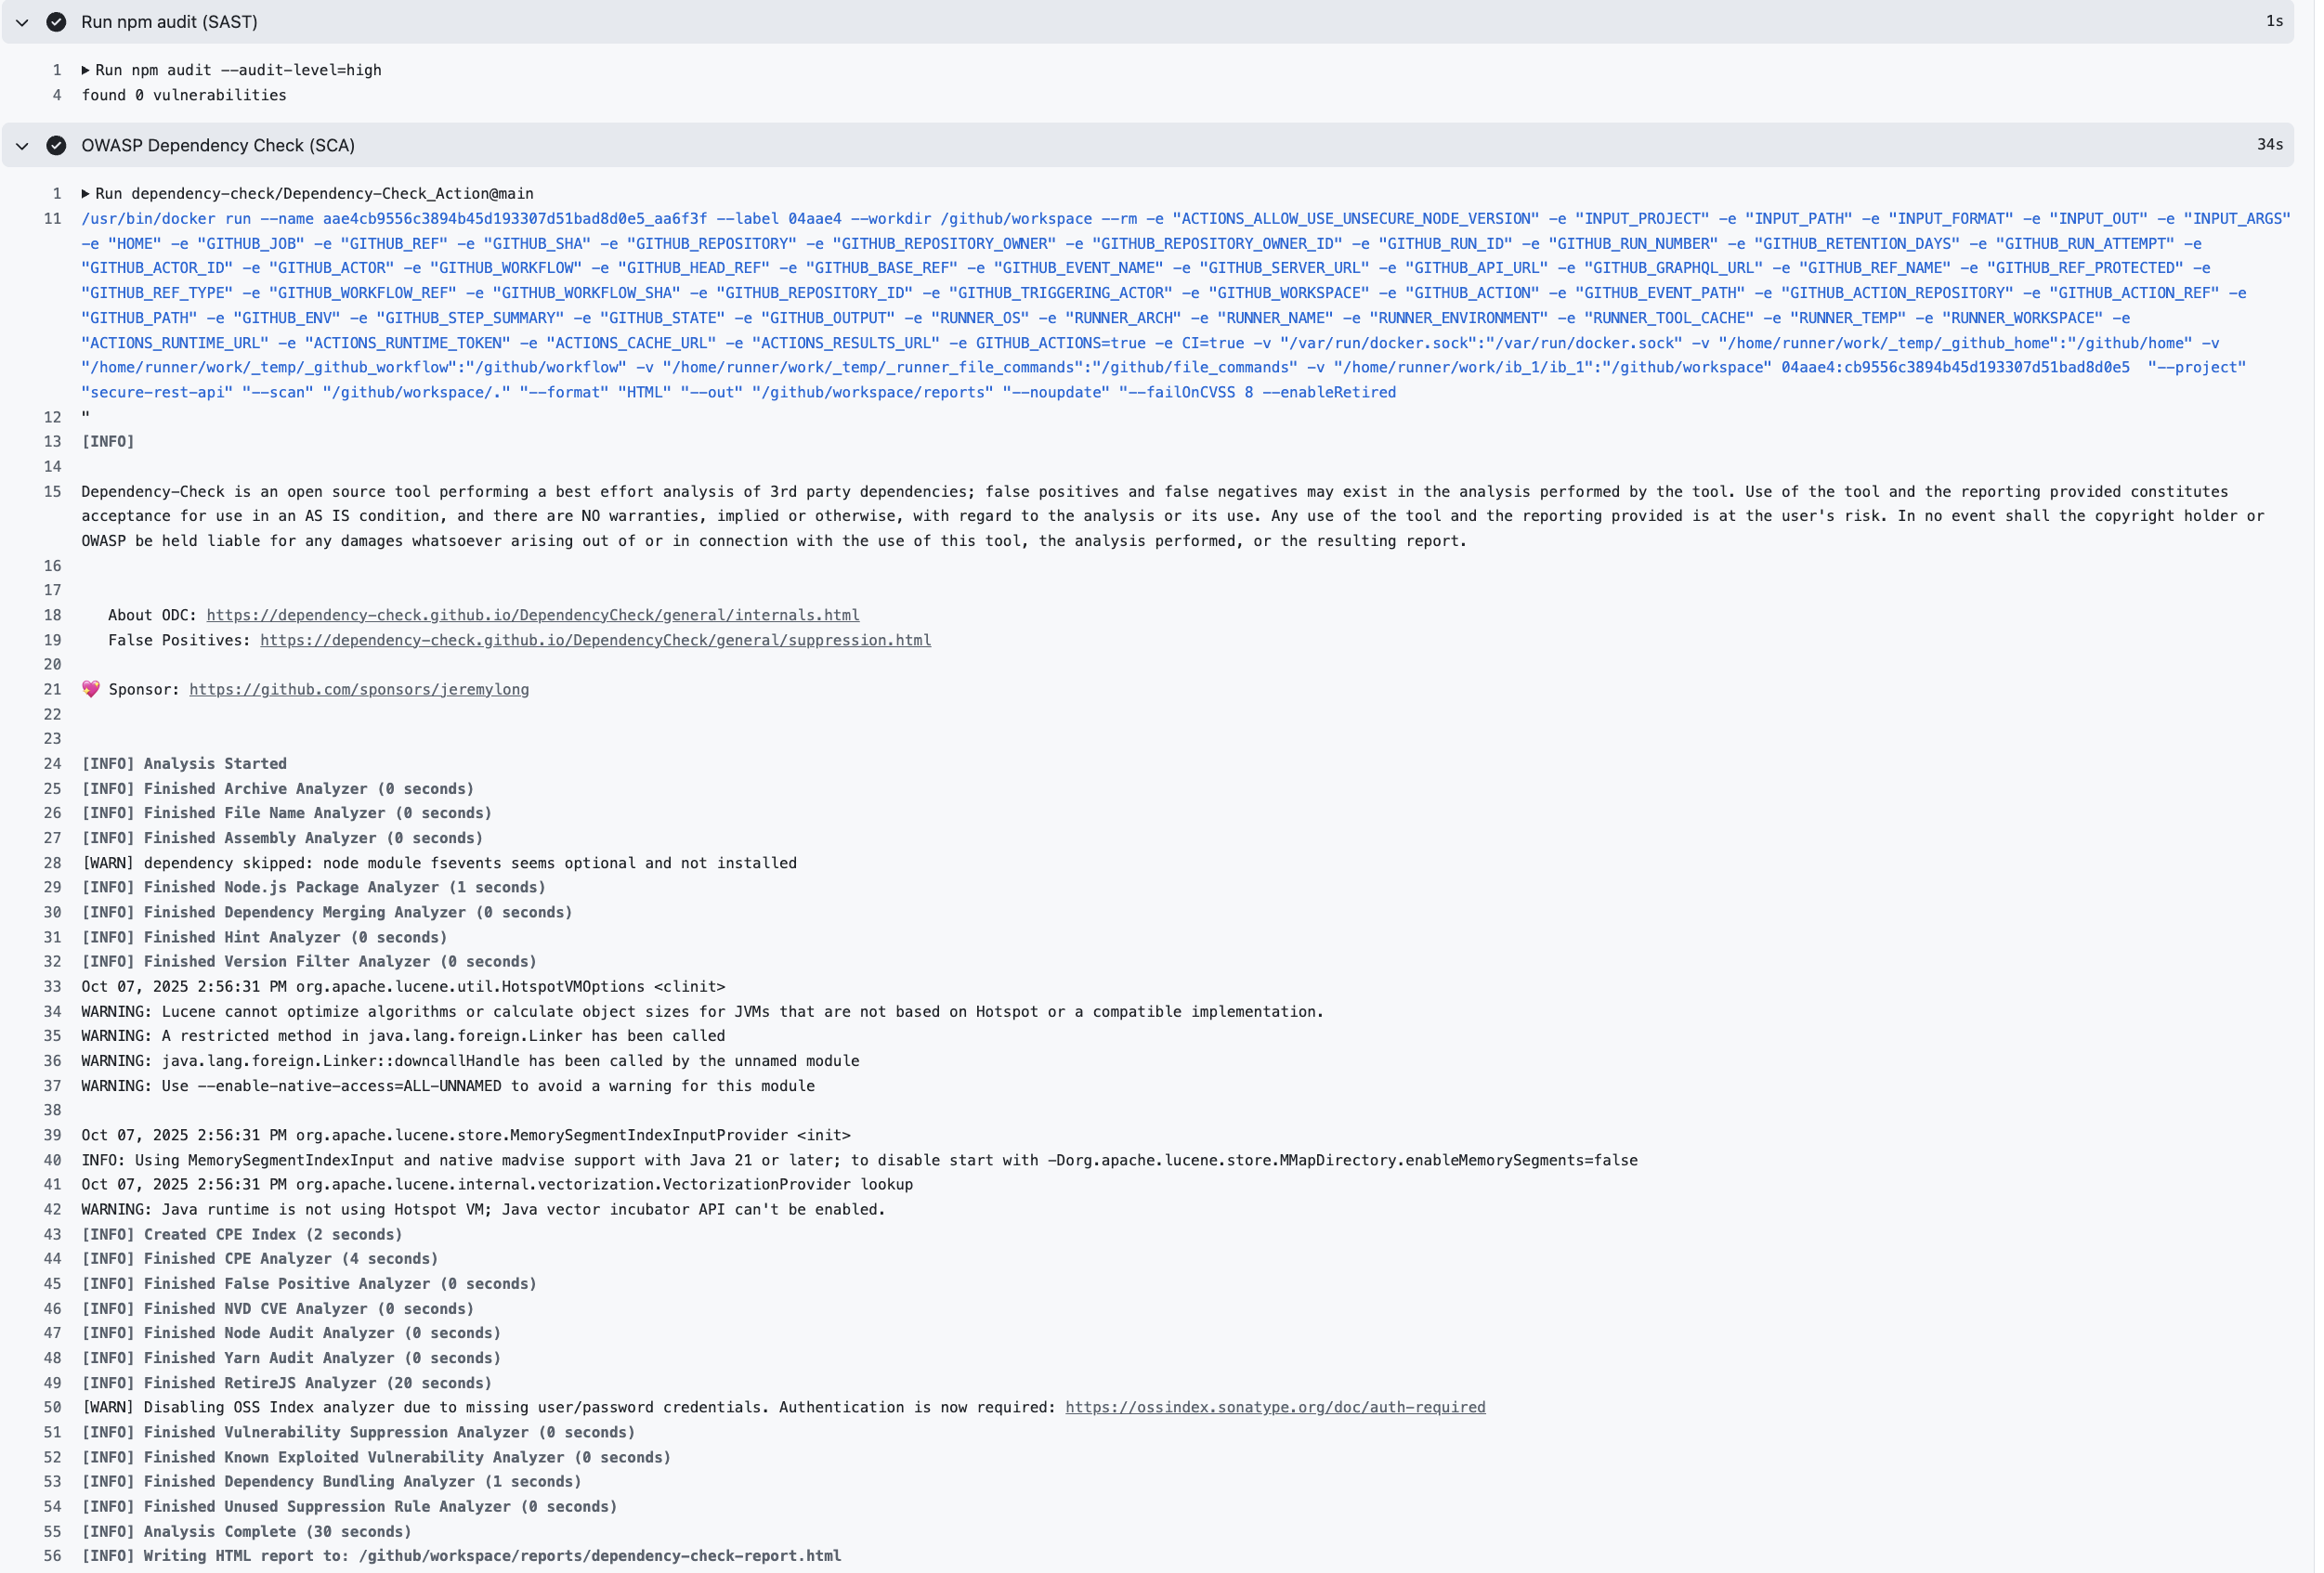 Run npm audit (SAST) 1s
1 ▶ Run npm audit --audit-level=high
4 found 0 vulnerabilities
OWASP Dependency Check (SCA) 34s
1 ▶ Run dependency-check/Dependency-Check_Action@main
11 /usr/bin/docker run --name aae4cb9556c3894b45d193307d51bad8d0e5_aa6f3f --label 04aae4 --workdir /github/workspace --rm -e "ACTIONS_ALLOW_USE_UNSECURE_NODE_VERSION" -e "INPUT_PROJECT" -e "INPUT_PATH" -e "INPUT_FORMAT" -e "INPUT_OUT" -e "INPUT_ARGS"
-e "HOME" -e "GITHUB_JOB" -e "GITHUB_REF" -e "GITHUB_SHA" -e "GITHUB_REPOSITORY" -e "GITHUB_REPOSITORY_OWNER" -e "GITHUB_REPOSITORY_OWNER_ID" -e "GITHUB_RUN_ID" -e "GITHUB_RUN_NUMBER" -e "GITHUB_RETENTION_DAYS" -e "GITHUB_RUN_ATTEMPT" -e
"GITHUB_ACTOR_ID" -e "GITHUB_ACTOR" -e "GITHUB_WORKFLOW" -e "GITHUB_HEAD_REF" -e "GITHUB_BASE_REF" -e "GITHUB_EVENT_NAME" -e "GITHUB_SERVER_URL" -e "GITHUB_API_URL" -e "GITHUB_GRAPHQL_URL" -e "GITHUB_REF_NAME" -e "GITHUB_REF_PROTECTED" -e
"GITHUB_REF_TYPE" -e "GITHUB_WORKFLOW_REF" -e "GITHUB_WORKFLOW_SHA" -e "GITHUB_REPOSITORY_ID" -e "GITHUB_TRIGGERING_ACTOR" -e "GITHUB_WORKSPACE" -e "GITHUB_ACTION" -e "GITHUB_EVENT_PATH" -e "GITHUB_ACTION_REPOSITORY" -e "GITHUB_ACTION_REF" -e
"GITHUB_PATH" -e "GITHUB_ENV" -e "GITHUB_STEP_SUMMARY" -e "GITHUB_STATE" -e "GITHUB_OUTPUT" -e "RUNNER_OS" -e "RUNNER_ARCH" -e "RUNNER_NAME" -e "RUNNER_ENVIRONMENT" -e "RUNNER_TOOL_CACHE" -e "RUNNER_TEMP" -e "RUNNER_WORKSPACE" -e
"ACTIONS_RUNTIME_URL" -e "ACTIONS_RUNTIME_TOKEN" -e "ACTIONS_CACHE_URL" -e "ACTIONS_RESULTS_URL" -e GITHUB_ACTIONS=true -e CI=true -v "/var/run/docker.sock":"/var/run/docker.sock" -v "/home/runner/work/_temp/_github_home":"/github/home" -v
"/home/runner/work/_temp/_github_workflow":"/github/workflow" -v "/home/runner/work/_temp/_runner_file_commands":"/github/file_commands" -v "/home/runner/work/ib_1/ib_1":"/github/workspace" 04aae4:cb9556c3894b45d193307d51bad8d0e5  "--project"
"secure-rest-api" "--scan" "/github/workspace/." "--format" "HTML" "--out" "/github/workspace/reports" "--noupdate" "--failOnCVSS 8 --enableRetired
12 "
13 [INFO]
14
15 Dependency-Check is an open source tool performing a best effort analysis of 3rd party dependencies; false positives and false negatives may exist in the analysis performed by the tool. Use of the tool and the reporting provided constitutes
acceptance for use in an AS IS condition, and there are NO warranties, implied or otherwise, with regard to the analysis or its use. Any use of the tool and the reporting provided is at the user's risk. In no event shall the copyright holder or
OWASP be held liable for any damages whatsoever arising out of or in connection with the use of this tool, the analysis performed, or the resulting report.
16
17
18 About ODC: https://dependency-check.github.io/DependencyCheck/general/internals.html
19 False Positives: https://dependency-check.github.io/DependencyCheck/general/suppression.html
20
21 💖 Sponsor: https://github.com/sponsors/jeremylong
22
23
24 [INFO] Analysis Started
25 [INFO] Finished Archive Analyzer (0 seconds)
26 [INFO] Finished File Name Analyzer (0 seconds)
27 [INFO] Finished Assembly Analyzer (0 seconds)
28 [WARN] dependency skipped: node module fsevents seems optional and not installed
29 [INFO] Finished Node.js Package Analyzer (1 seconds)
30 [INFO] Finished Dependency Merging Analyzer (0 seconds)
31 [INFO] Finished Hint Analyzer (0 seconds)
32 [INFO] Finished Version Filter Analyzer (0 seconds)
33 Oct 07, 2025 2:56:31 PM org.apache.lucene.util.HotspotVMOptions <clinit>
34 WARNING: Lucene cannot optimize algorithms or calculate object sizes for JVMs that are not based on Hotspot or a compatible implementation.
35 WARNING: A restricted method in java.lang.foreign.Linker has been called
36 WARNING: java.lang.foreign.Linker::downcallHandle has been called by the unnamed module
37 WARNING: Use --enable-native-access=ALL-UNNAMED to avoid a warning for this module
38
39 Oct 07, 2025 2:56:31 PM org.apache.lucene.store.MemorySegmentIndexInputProvider <init>
40 INFO: Using MemorySegmentIndexInput and native madvise support with Java 21 or later; to disable start with -Dorg.apache.lucene.store.MMapDirectory.enableMemorySegments=false
41 Oct 07, 2025 2:56:31 PM org.apache.lucene.internal.vectorization.VectorizationProvider lookup
42 WARNING: Java runtime is not using Hotspot VM; Java vector incubator API can't be enabled.
43 [INFO] Created CPE Index (2 seconds)
44 [INFO] Finished CPE Analyzer (4 seconds)
45 [INFO] Finished False Positive Analyzer (0 seconds)
46 [INFO] Finished NVD CVE Analyzer (0 seconds)
47 [INFO] Finished Node Audit Analyzer (0 seconds)
48 [INFO] Finished Yarn Audit Analyzer (0 seconds)
49 [INFO] Finished RetireJS Analyzer (20 seconds)
50 [WARN] Disabling OSS Index analyzer due to missing user/password credentials. Authentication is now required: https://ossindex.sonatype.org/doc/auth-required
51 [INFO] Finished Vulnerability Suppression Analyzer (0 seconds)
52 [INFO] Finished Known Exploited Vulnerability Analyzer (0 seconds)
53 [INFO] Finished Dependency Bundling Analyzer (1 seconds)
54 [INFO] Finished Unused Suppression Rule Analyzer (0 seconds)
55 [INFO] Analysis Complete (30 seconds)
56 [INFO] Writing HTML report to: /github/workspace/reports/dependency-check-report.html